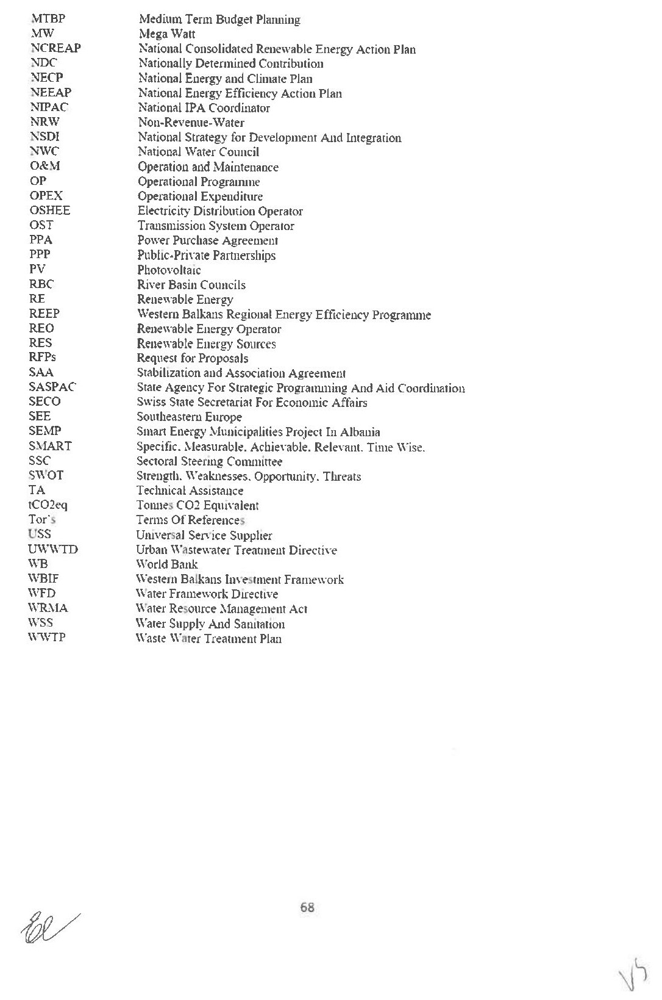 MTBP Medium Term Budget Planning
MW Mega Watt
NCREAP National Consolidated Renewable Energy Action Plan
NDC Nationally Determined Contribution
NECP National Energy and Climate Plan
NEEAP National Energy Efficiency Action Plan
NIPAC National IPA Coordinator
NRW Non-Revenue-Water
NSDI National Strategy for Development And Integration
NWC National Water Council
O&M Operation and Maintenance
OP Operational Programme
OPEX Operational Expenditure
OSHEE Electricity Distribution Operator
OST Transmission System Operator
PPA Power Purchase Agreement
PPP Public-Private Partnerships
PV Photovoltaic
RBC River Basin Councils
RE Renewable Energy
REEP Western Balkans Regional Energy Efficiency Programme
REO Renewable Energy Operator
RES Renewable Energy Sources
RFPs Request for Proposals
SAA Stabilization and Association Agreement
SASPAC State Agency For Strategic Programming And Aid Coordination
SECO Swiss State Secretariat For Economic Affairs
SEE Southeastern Europe
SEMP Smart Energy Municipalities Project In Albania
SMART Specific, Measurable, Achievable, Relevant, Time Wise.
SSC Sectoral Steering Committee
SWOT Strength, Weaknesses, Opportunity, Threats
TA Technical Assistance
tCO2eq Tonnes CO2 Equivalent
Tor's Terms Of References
USS Universal Service Supplier
UWWTD Urban Wastewater Treatment Directive
WB World Bank
WBIF Western Balkans Investment Framework
WFD Water Framework Directive
WRMA Water Resource Management Act
WSS Water Supply And Sanitation
WWTP Waste Water Treatment Plan
68
VS